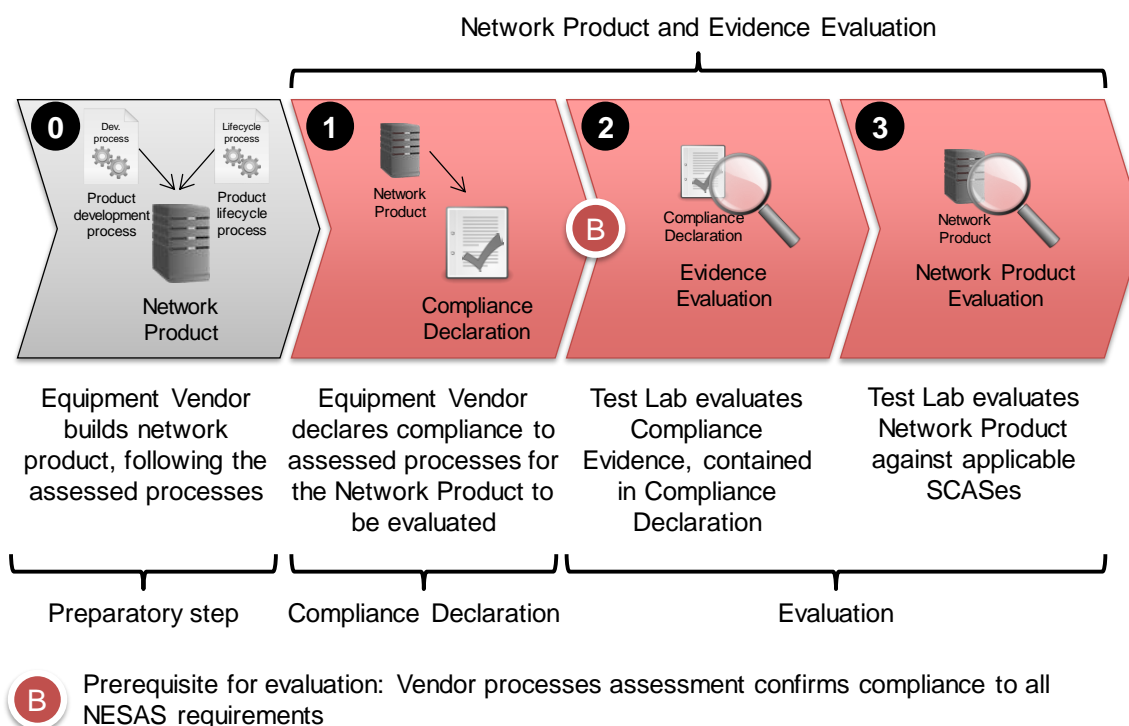 Network Product and Evidence Evaluation
0
Dev.
process
Lifecycle
process
Product
development
process
Product
lifecycle
process
Network
Product
1
Network
Product
Compliance
Declaration
B
2
Compliance
Declaration
Evidence
Evaluation
3
Network
Product
Network Product
Evaluation
Equipment Vendor
builds network
product, following the
assessed processes
Equipment Vendor
declares compliance to
assessed processes for
the Network Product to
be evaluated
Test Lab evaluates
Compliance
Evidence, contained
in Compliance
Declaration
Test Lab evaluates
Network Product
against applicable
SCASes
Preparatory step
Compliance Declaration
Evaluation
B
Prerequisite for evaluation: Vendor processes assessment confirms compliance to all
NESAS requirements